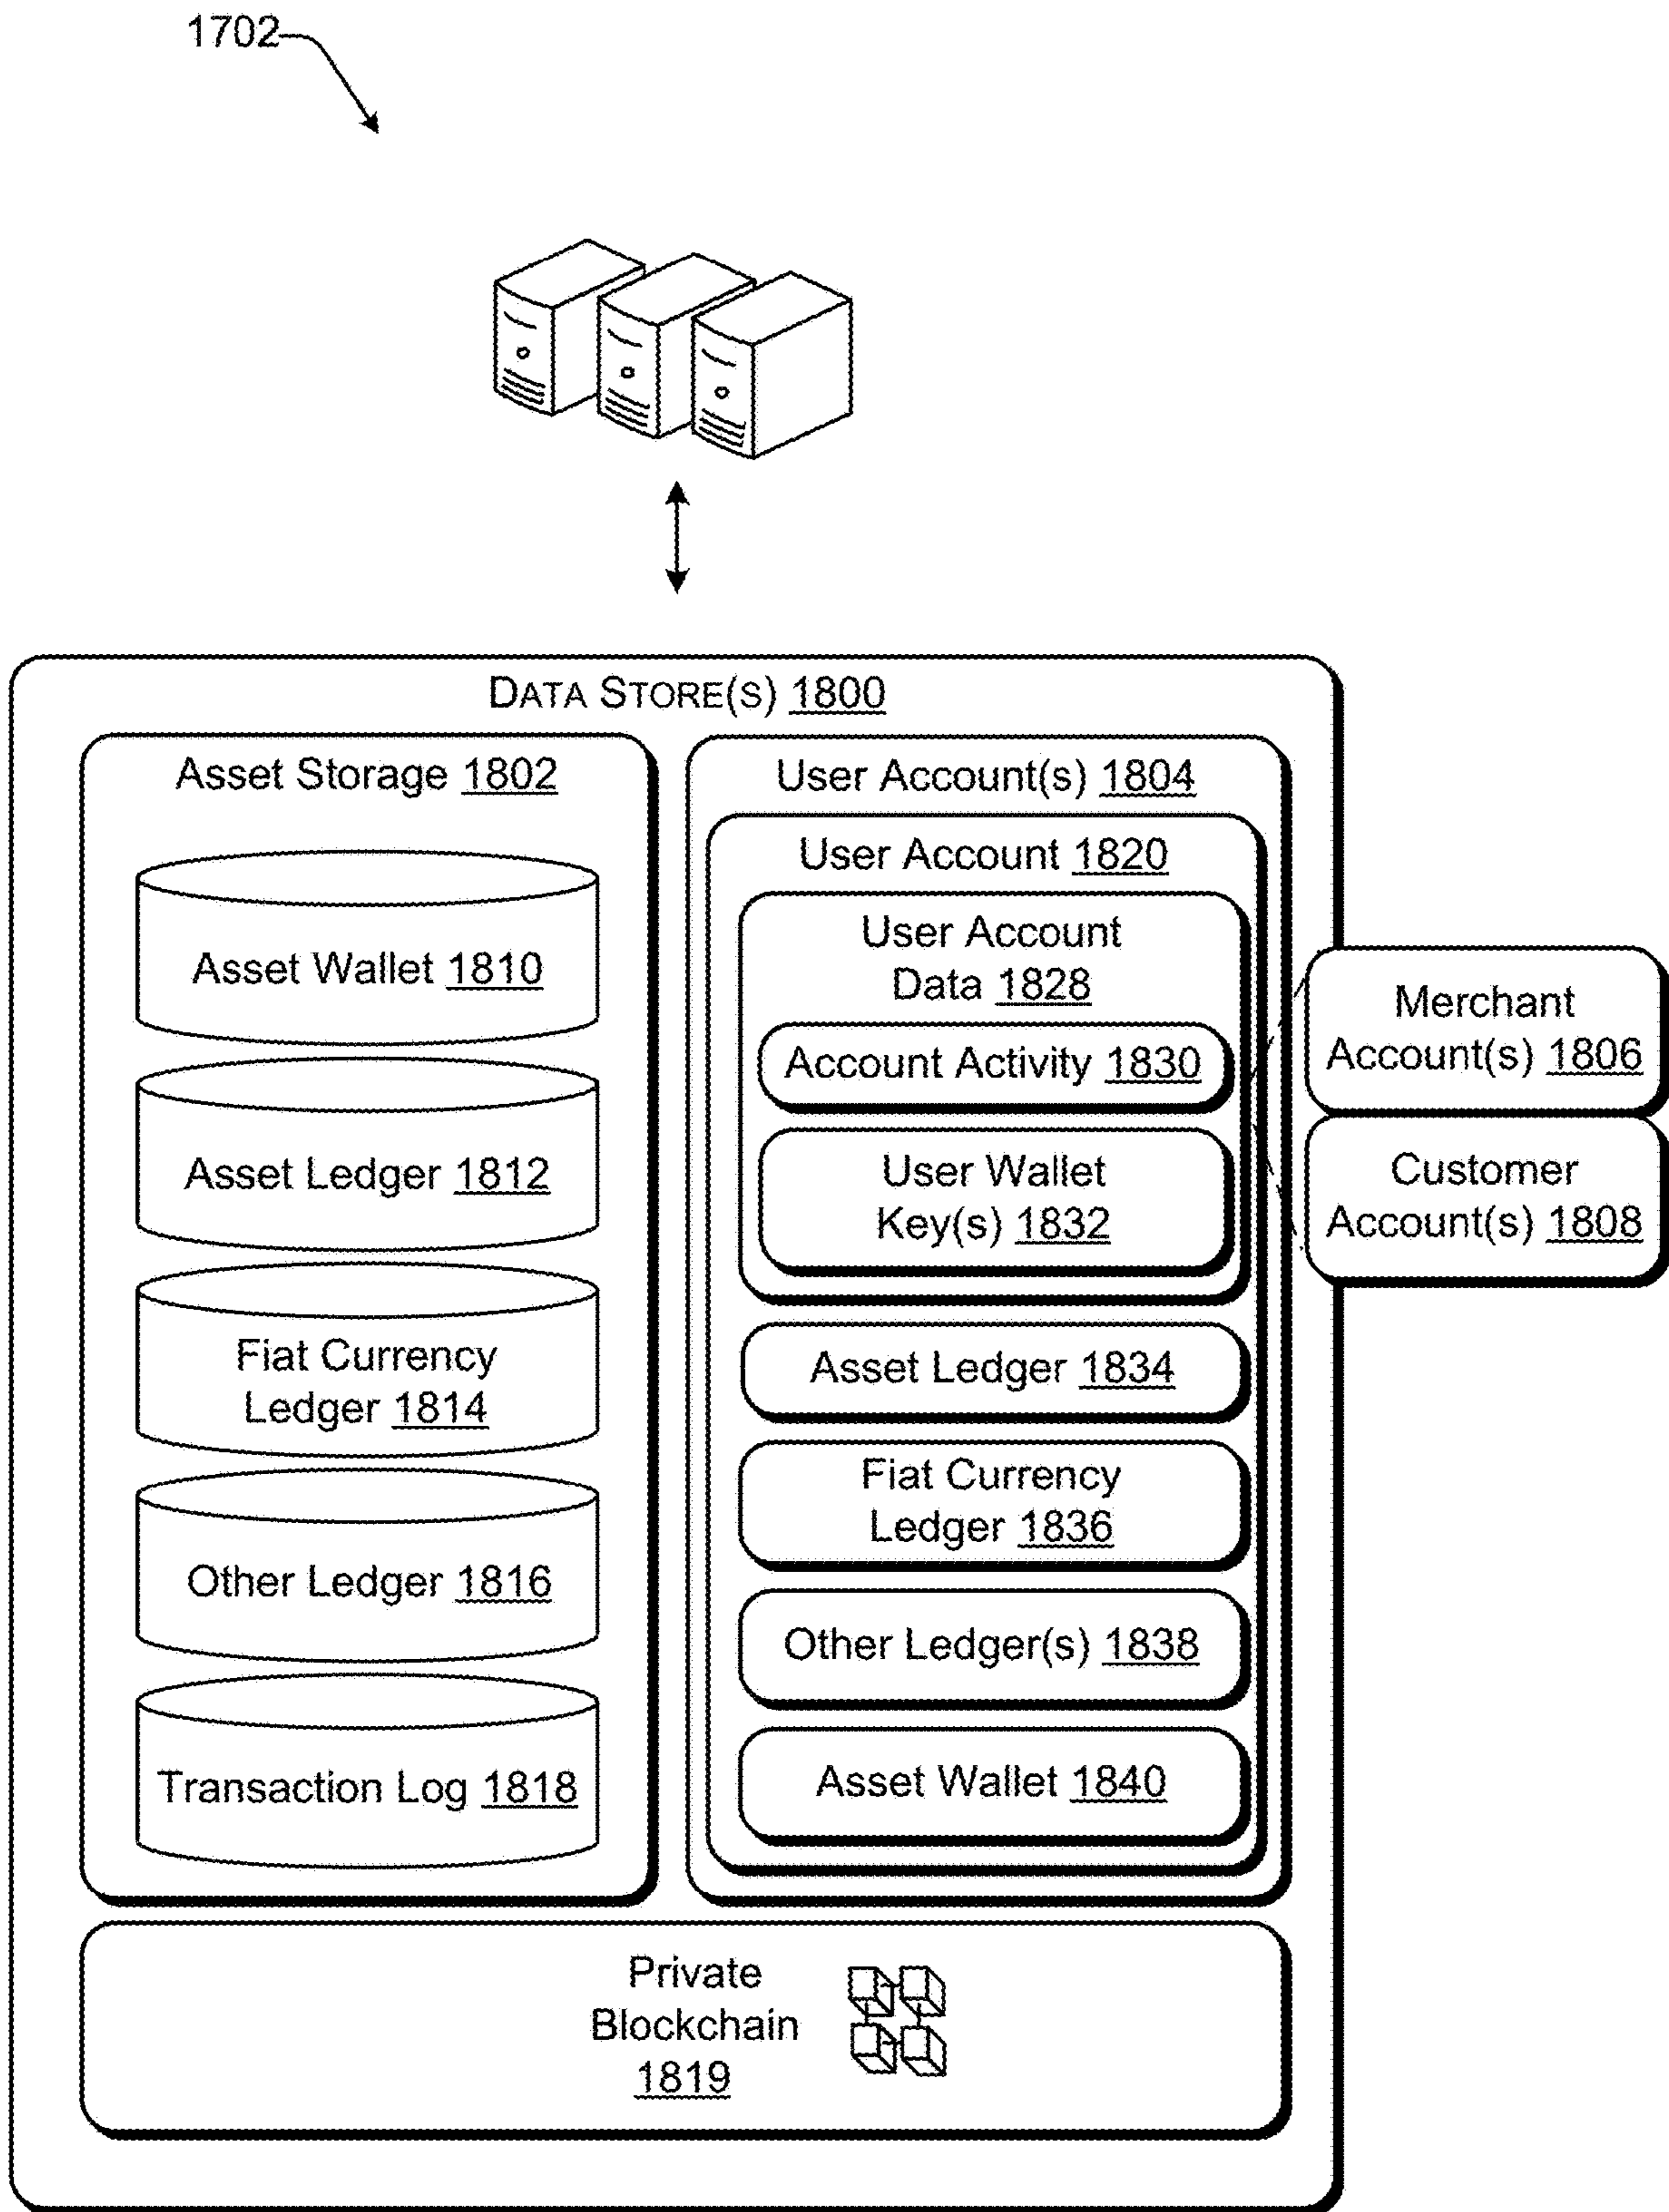 1702
DATA STORE(S) 1800
Asset Storage 1802
Asset Wallet 1810
Asset Ledger 1812
Fiat Currency
Ledger 1814
Other Ledger 1816
Transaction Log 1818
User Account(s) 1804
User Account 1820
User Account
Data 1828
Account Activity 1830
User Wallet
Key(s) 1832
Asset Ledger 1834
Fiat Currency
Ledger 1836
Other Ledger(s) 1838
Asset Wallet 1840
Merchant
Account(s) 1806
Customer
Account(s) 1808
Private
Blockchain
1819